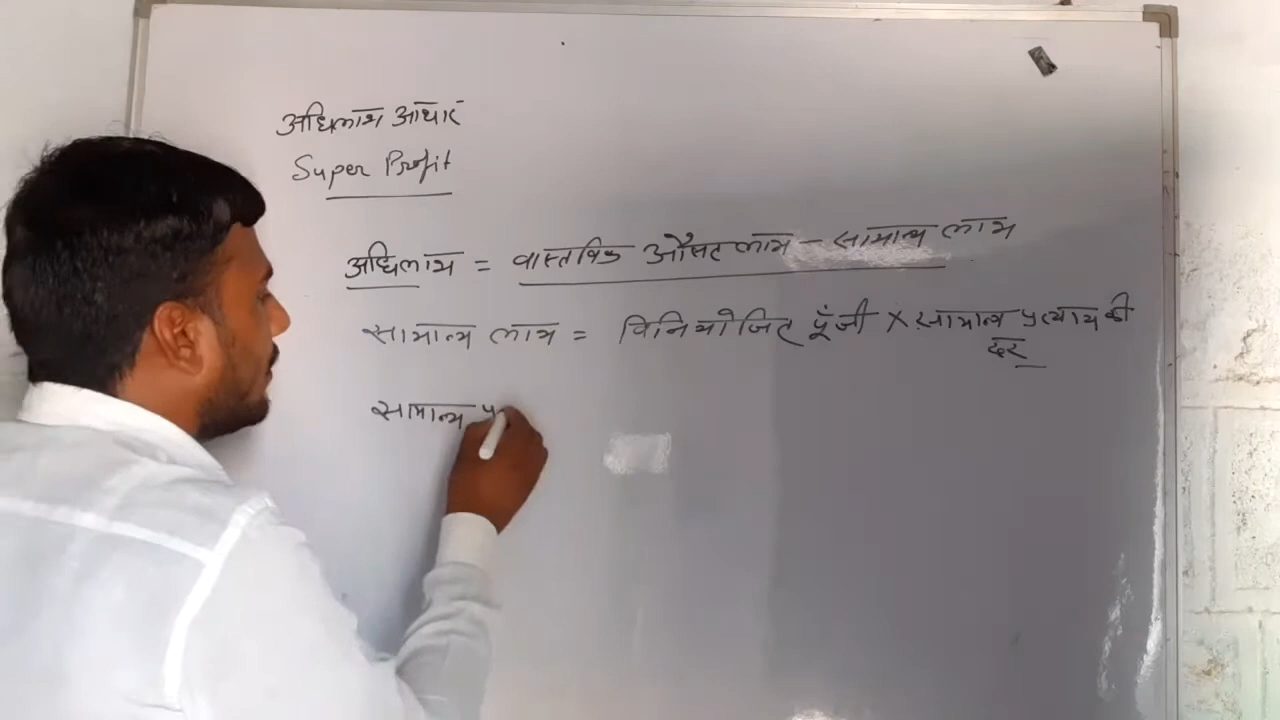 अधिलाभ आधार
Super Profit
अधिलाभ = वास्तविक औसत लाभ - सामान्य लाभ
सामान्य लाभ = विनियोजित पूँजी × सामान्य प्रत्याय की
दर
सामान्य